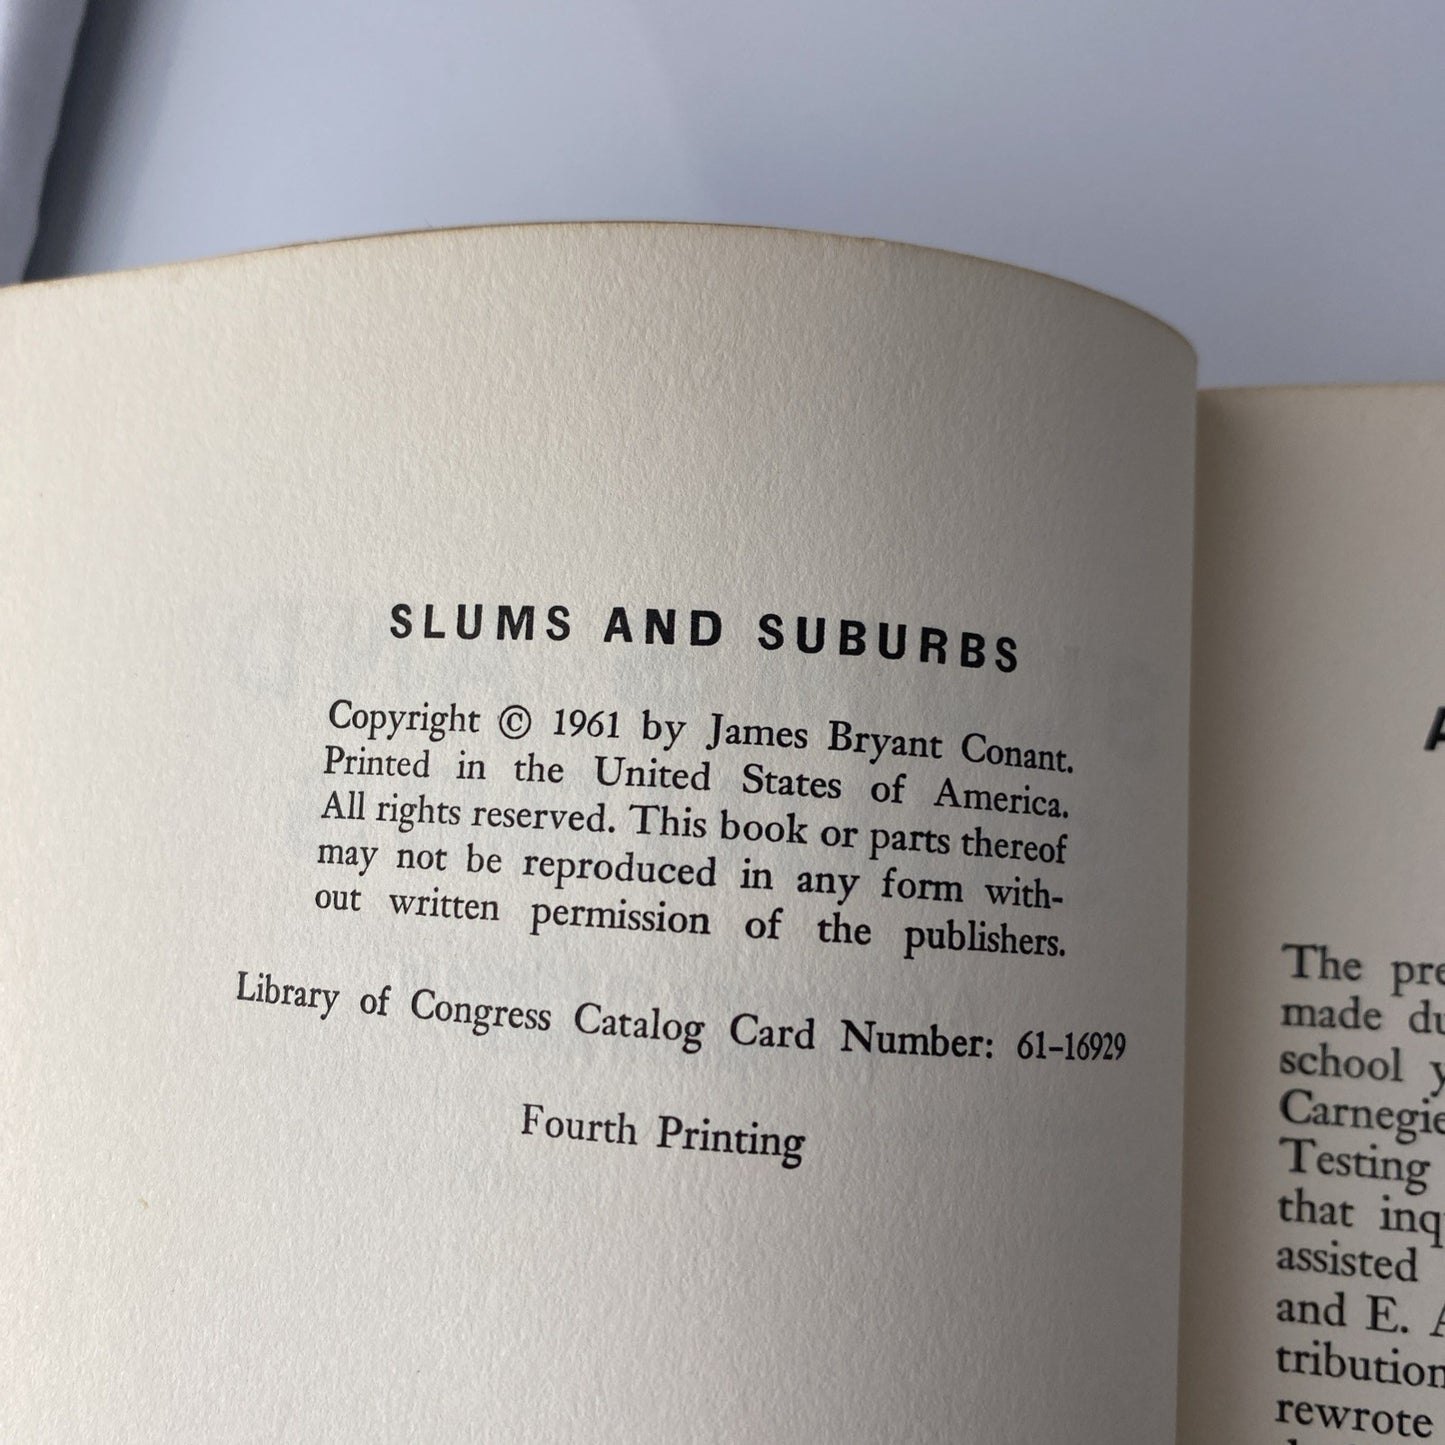 SLUMS AND SUBURBS
Copyright © 1961 by James Bryant Conant.
Printed in the United States of America.
All rights reserved. This book or parts thereof
may not be reproduced in any form with-
out written permission of the publishers.
Library of Congress Catalog Card Number: 61-16929
Fourth Printing
The
made
school
Carnegie
Testing
that
assisted
and E.
rewrote